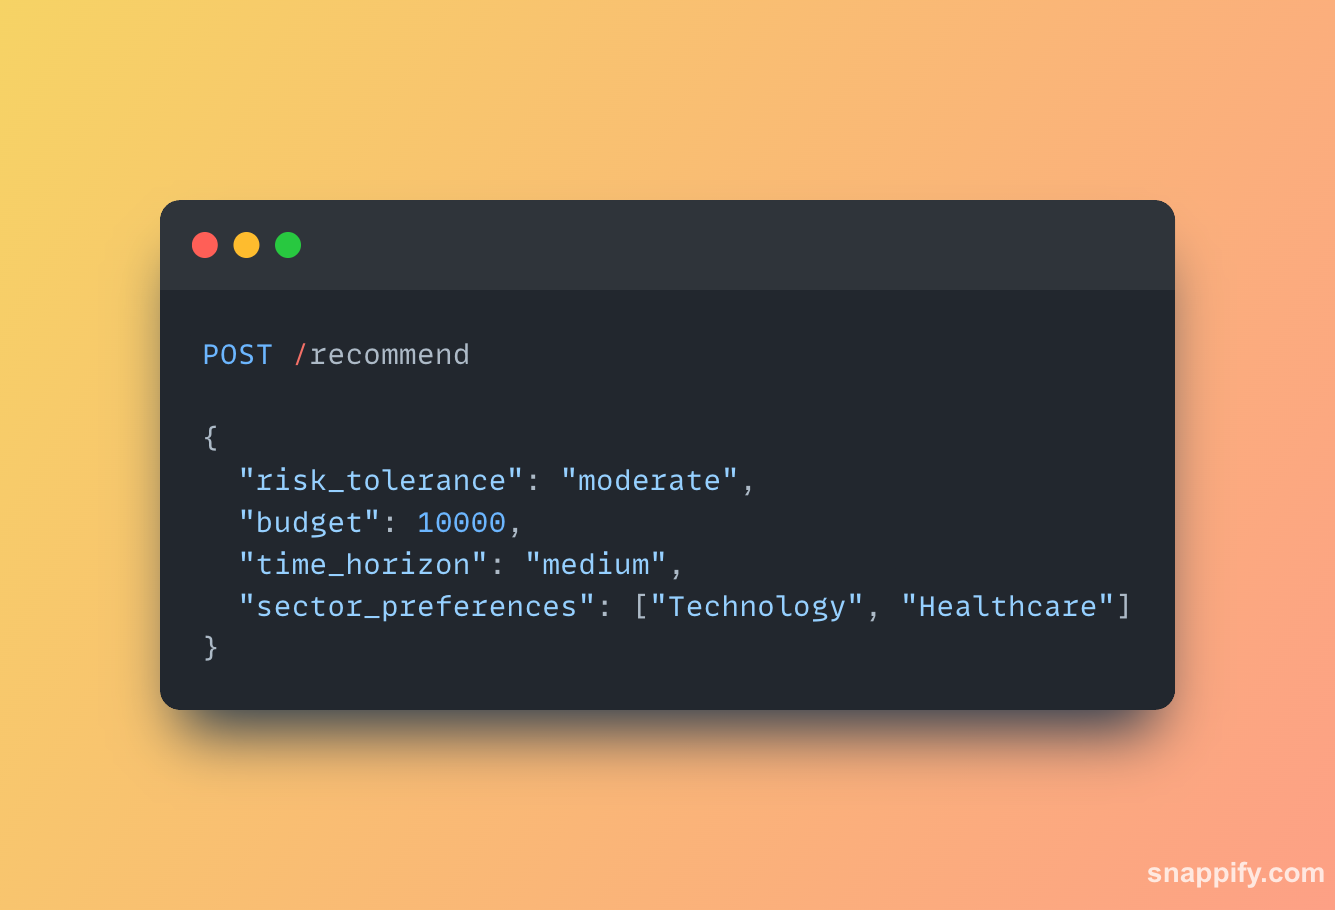 POST /recommend
{
  "risk_tolerance": "moderate",
  "budget": 10000,
  "time_horizon": "medium",
  "sector_preferences": ["Technology", "Healthcare"]
}
snappify.com